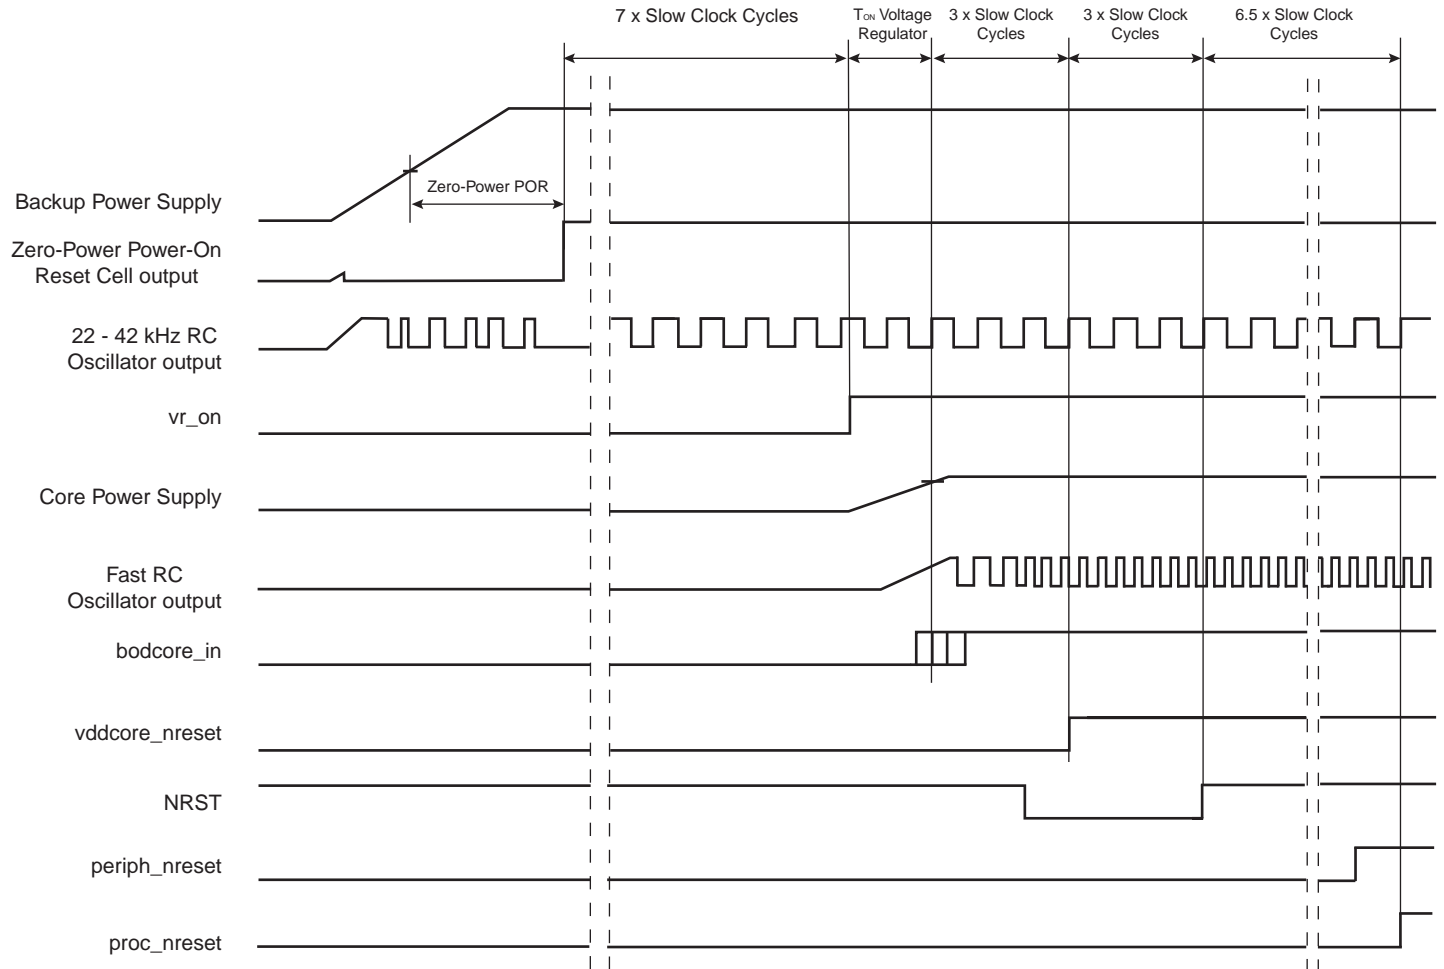 7 x Slow Clock Cycles
TON Voltage
Regulator
3 x Slow Clock
Cycles
3 x Slow Clock
Cycles
6.5 x Slow Clock
Cycles
Zero-Power POR
Backup Power Supply
Zero-Power Power-On
Reset Cell output
22 - 42 kHz RC
Oscillator output
vr_on
Core Power Supply
Fast RC
Oscillator output
bodcore_in
vddcore_nreset
NRST
periph_nreset
proc_nreset